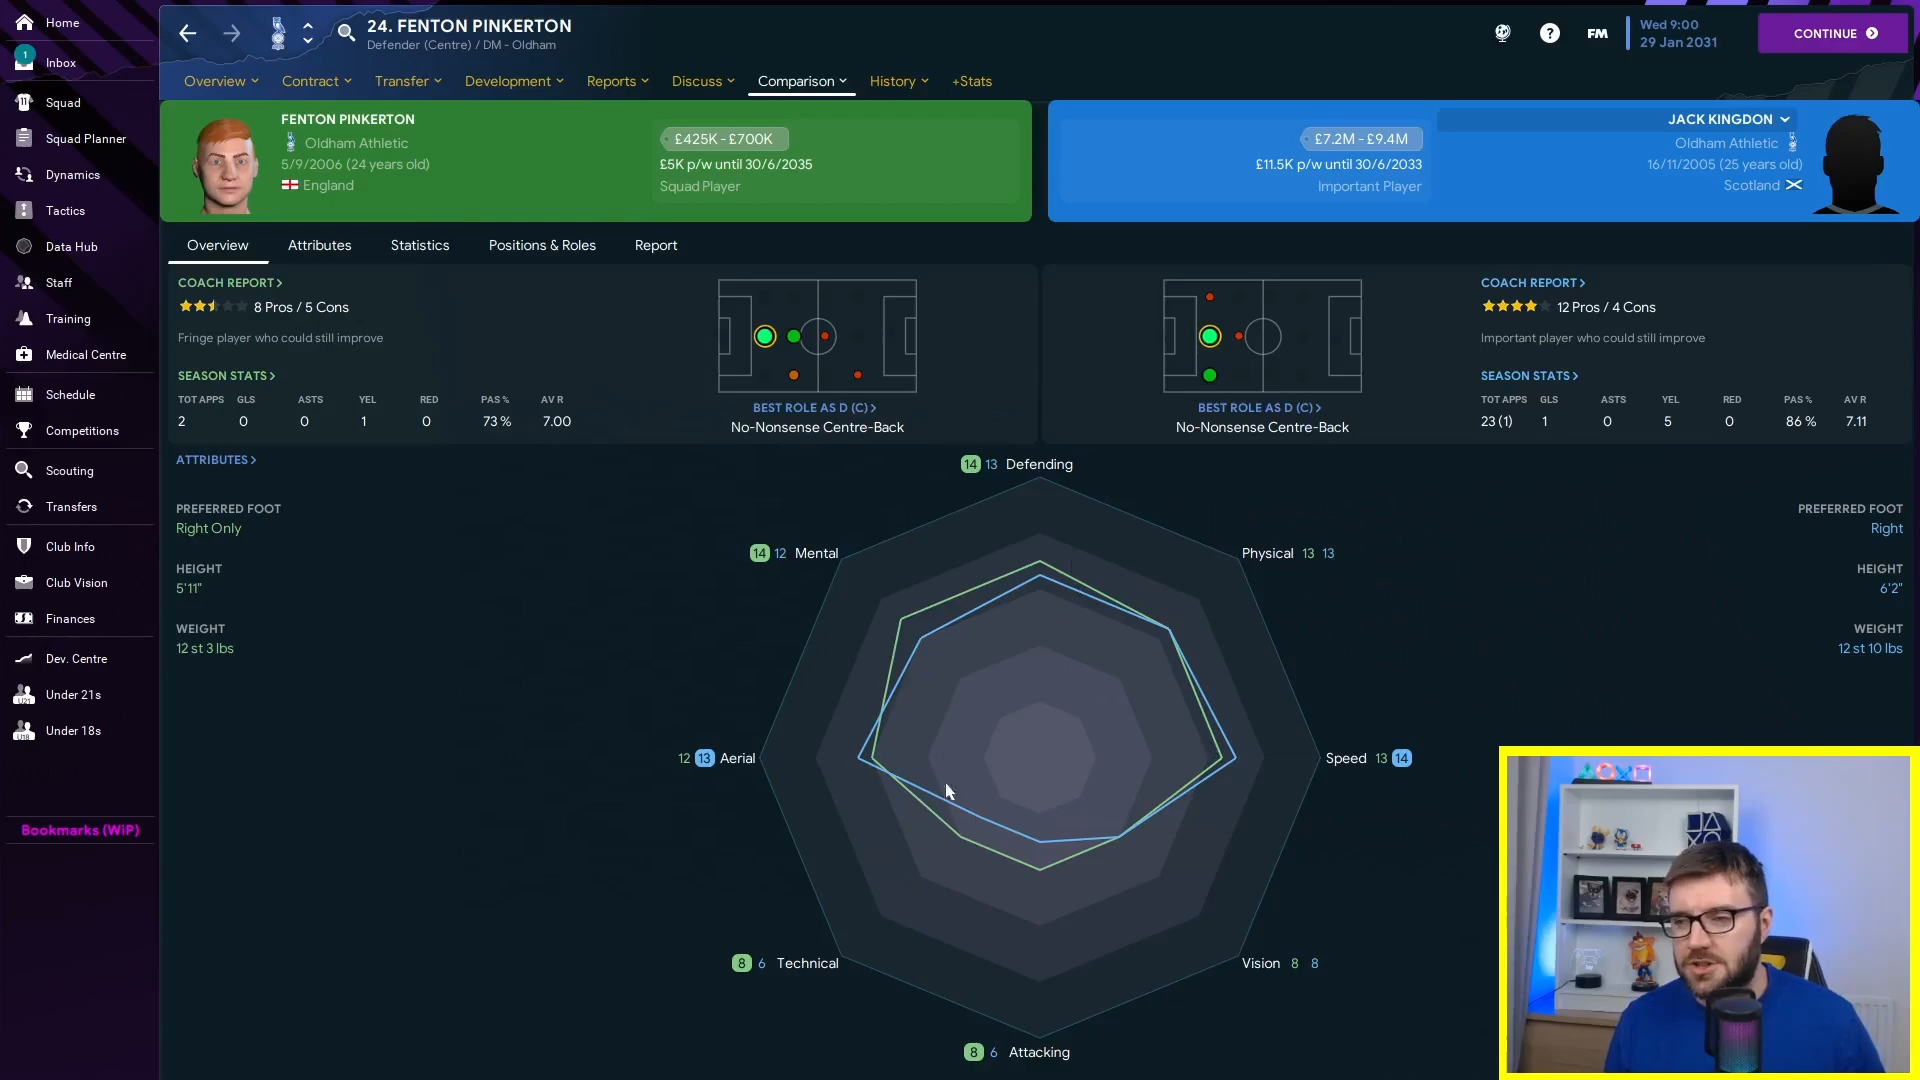 Home
1
Inbox
11
Squad
Squad Planner
Dynamics
Tactics
Data Hub
Staff
Training
Medical Centre
Schedule
Competitions
Scouting
Transfers
Club Info
Club Vision
Finances
Dev. Centre
U21
Under 21s
U18
Under 18s
Bookmarks (WiP)
24. FENTON PINKERTON
Defender (Centre) / DM - Oldham
?
FM
Wed 9:00
29 Jan 2031
CONTINUE
Overview
Contract
Transfer
Development
Reports
Discuss
Comparison
History
+Stats
FENTON PINKERTON
Oldham Athletic
5/9/2006 (24 years old)
England
£425K - £700K
£5K p/w until 30/6/2035
Squad Player
£7.2M - £9.4M
£11.5K p/w until 30/6/2033
Important Player
JACK KINGDON
Oldham Athletic
16/11/2005 (25 years old)
Scotland
Overview
Attributes
Statistics
Positions & Roles
Report
COACH REPORT
8 Pros / 5 Cons
Fringe player who could still improve
SEASON STATS
TOT APPS GLS ASTS YEL RED PAS % AV R
2 0 0 1 0 73 % 7.00
BEST ROLE AS D (C)
No-Nonsense Centre-Back
BEST ROLE AS D (C)
No-Nonsense Centre-Back
COACH REPORT
12 Pros / 4 Cons
Important player who could still improve
SEASON STATS
TOT APPS GLS ASTS YEL RED PAS % AV R
23 (1) 1 0 5 0 86 % 7.11
ATTRIBUTES
PREFERRED FOOT
Right Only
HEIGHT
5'11"
WEIGHT
12 st 3 lbs
14 13 Defending
14 12 Mental
Physical 13 13
12 13 Aerial
Speed 13 14
8 6 Technical
Vision 8 8
8 6 Attacking
PREFERRED FOOT
Right
HEIGHT
6'2"
WEIGHT
12 st 10 lbs